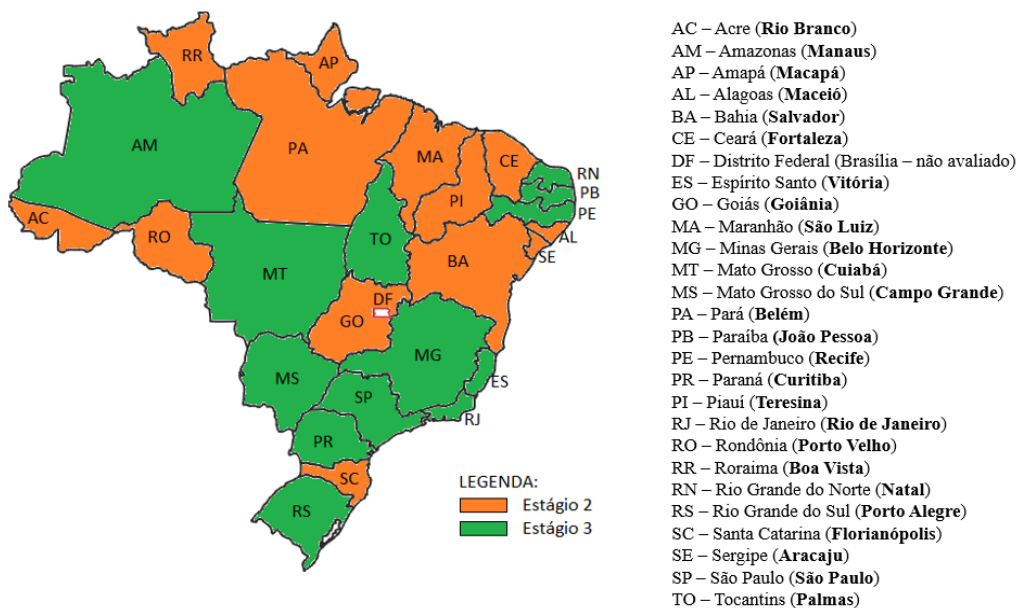 RR
AP
AM
PA
MA
CE
RN
PB
PE
PI
AC
RO
TO
AL
SE
BA
MT
DF
GO
MG
MS
ES
SP
RJ
PR
SC
RS
LEGENDA:
Estágio 2
Estágio 3
AC – Acre (Rio Branco)
AM – Amazonas (Manaus)
AP – Amapá (Macapá)
AL – Alagoas (Maceió)
BA – Bahia (Salvador)
CE – Ceará (Fortaleza)
DF – Distrito Federal (Brasília – não avaliado)
ES – Espírito Santo (Vitória)
GO – Goiás (Goiânia)
MA – Maranhão (São Luiz)
MG – Minas Gerais (Belo Horizonte)
MT – Mato Grosso (Cuiabá)
MS – Mato Grosso do Sul (Campo Grande)
PA – Pará (Belém)
PB – Paraíba (João Pessoa)
PE – Pernambuco (Recife)
PR – Paraná (Curitiba)
PI – Piauí (Teresina)
RJ – Rio de Janeiro (Rio de Janeiro)
RO – Rondônia (Porto Velho)
RR – Roraima (Boa Vista)
RN – Rio Grande do Norte (Natal)
RS – Rio Grande do Sul (Porto Alegre)
SC – Santa Catarina (Florianópolis)
SE – Sergipe (Aracaju)
SP – São Paulo (São Paulo)
TO – Tocantins (Palmas)